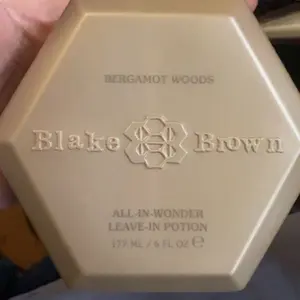 BERGAMOT WOODS
Blake Brown
ALL-IN-WONDER
LEAVE-IN POTION
177 ML / 6 FL OZ ℮